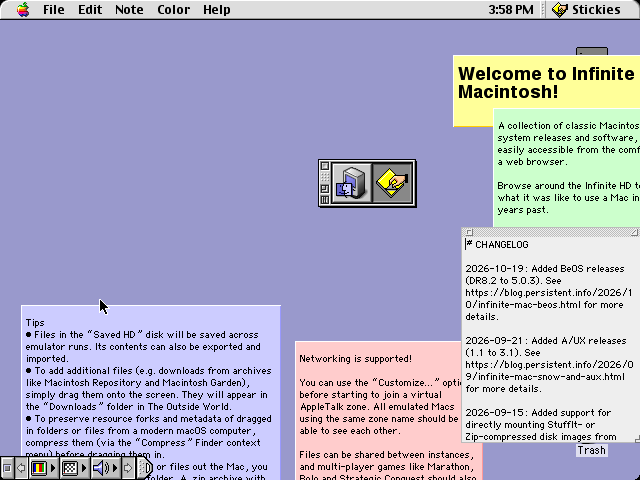 File Edit Note Color Help 3:58 PM Stickies
Welcome to Infinite
Macintosh!
A collection of classic Macintos
system releases and software,
easily accessible from the comf
a web browser.
Browse around the Infinite HD to
what it was like to use a Mac in
years past.
# CHANGELOG
2026-10-19: Added BeOS releases
(DR8.2 to 5.0.3). See
https://blog.persistent.info/2026/1
0/infinite-mac-beos.html for more
details.
2026-09-21: Added A/UX releases
(1.1 to 3.1). See
https://blog.persistent.info/2026/0
9/infinite-mac-snow-and-aux.html
for more details.
2026-09-15: Added support for
directly mounting StuffIt- or
Zip-compressed disk images from
Trash
Tips
● Files in the “Saved HD” disk will be saved across
emulator runs. Its contents can also be exported and
imported.
● To add additional files (e.g. downloads from archives
like Macintosh Repository and Macintosh Garden),
simply drag them onto the screen. They will appear
in the “Downloads” folder in The Outside World.
● To preserve resource forks and metadata of dragged
in folders or files from a modern macOS computer,
compress them (via the “Compress” Finder context
menu) before dragging them in.
or files out the Mac, you
folder. A .zip archive with
Networking is supported!
You can use the “Customize...” optio
before starting to join a virtual
AppleTalk zone. All emulated Macs
using the same zone name should be
able to see each other.
Files can be shared between instances,
and multi-player games like Marathon,
Bolo and Strategic Conquest should also